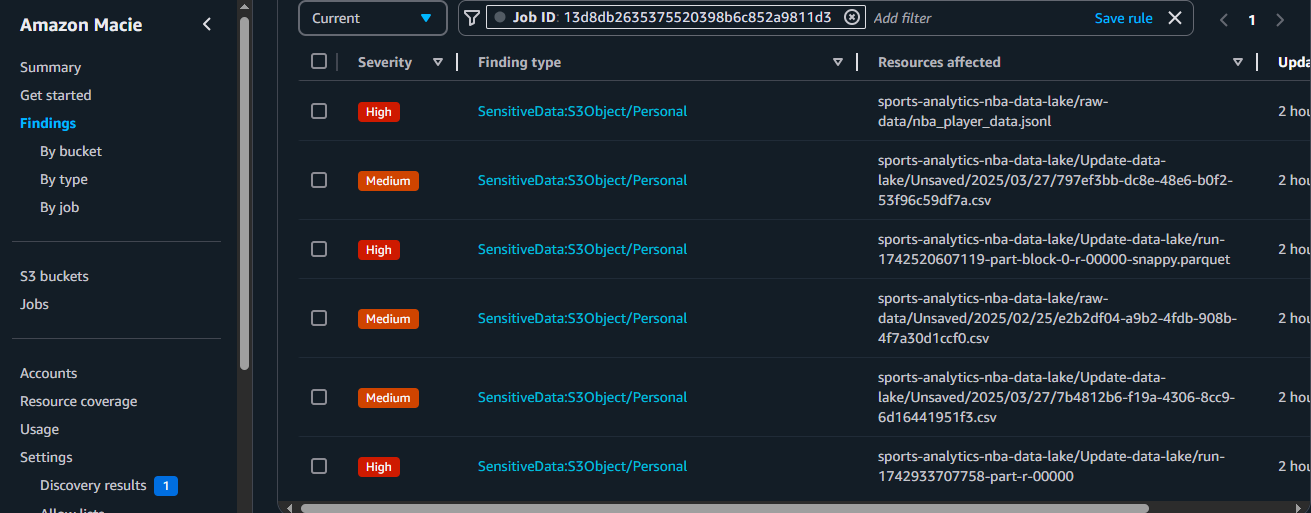 Amazon Macie
Summary
Get started
Findings
By bucket
By type
By job
S3 buckets
Jobs
Accounts
Resource coverage
Usage
Settings
Discovery results 1
Allow lists
Current
Job ID: 13d8db2635375520398b6c852a9811d3
Add filter
Save rule
1
Severity
Finding type
Resources affected
Upda
High
SensitiveData:S3Object/Personal
sports-analytics-nba-data-lake/raw-
data/nba_player_data.jsonl
2 hou
Medium
SensitiveData:S3Object/Personal
sports-analytics-nba-data-lake/Update-data-
lake/Unsaved/2025/03/27/797ef3bb-dc8e-48e6-b0f2-
53f96c59df7a.csv
2 hou
High
SensitiveData:S3Object/Personal
sports-analytics-nba-data-lake/Update-data-lake/run-
1742520607119-part-block-0-r-00000-snappy.parquet
2 hou
Medium
SensitiveData:S3Object/Personal
sports-analytics-nba-data-lake/raw-
data/Unsaved/2025/02/25/e2b2df04-a9b2-4fdb-908b-
4f7a30d1ccf0.csv
2 hou
Medium
SensitiveData:S3Object/Personal
sports-analytics-nba-data-lake/Update-data-
lake/Unsaved/2025/03/27/7b4812b6-f19a-4306-8cc9-
6d16441951f3.csv
2 hou
High
SensitiveData:S3Object/Personal
sports-analytics-nba-data-lake/Update-data-lake/run-
1742933707758-part-r-00000
2 hou